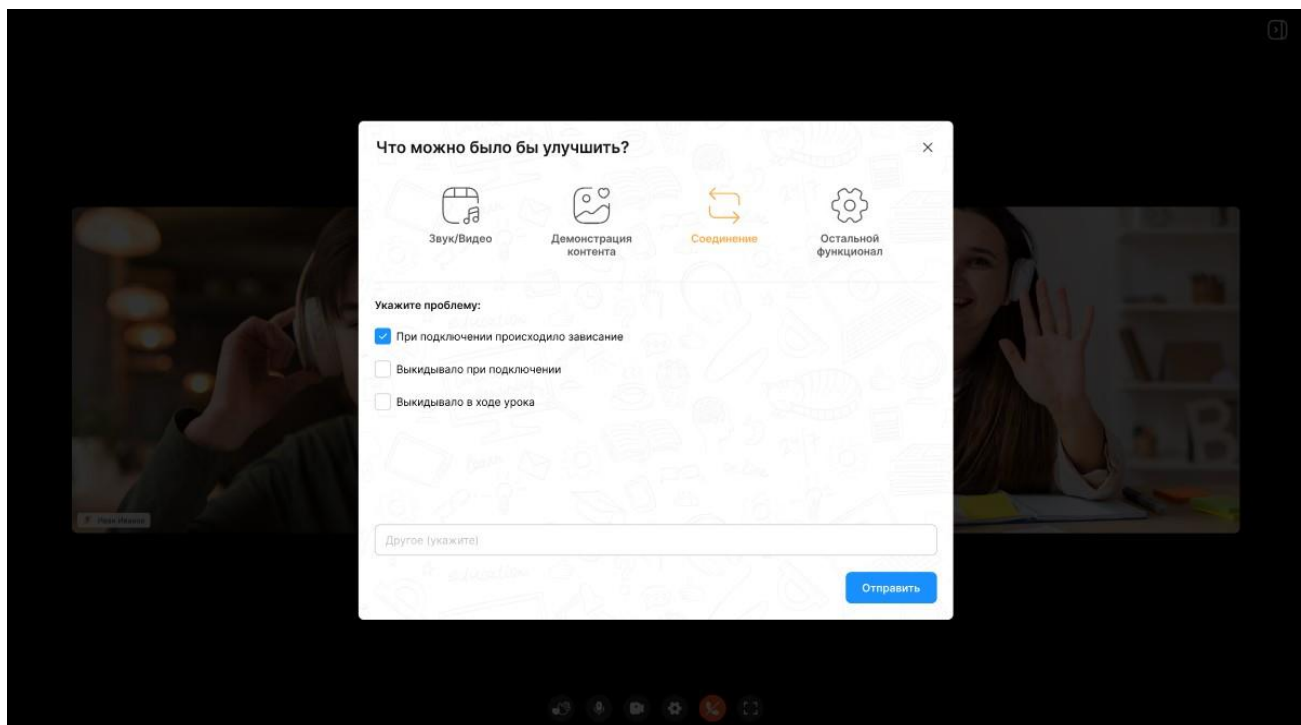 Что можно было бы улучшить?
Звук/Видео
Демонстрация
контента
Соединение
Остальной
функционал
Укажите проблему:
При подключении происходило зависание
Выкидывало при подключении
Выкидывало в ходе урока
Другое (укажите)
Отправить